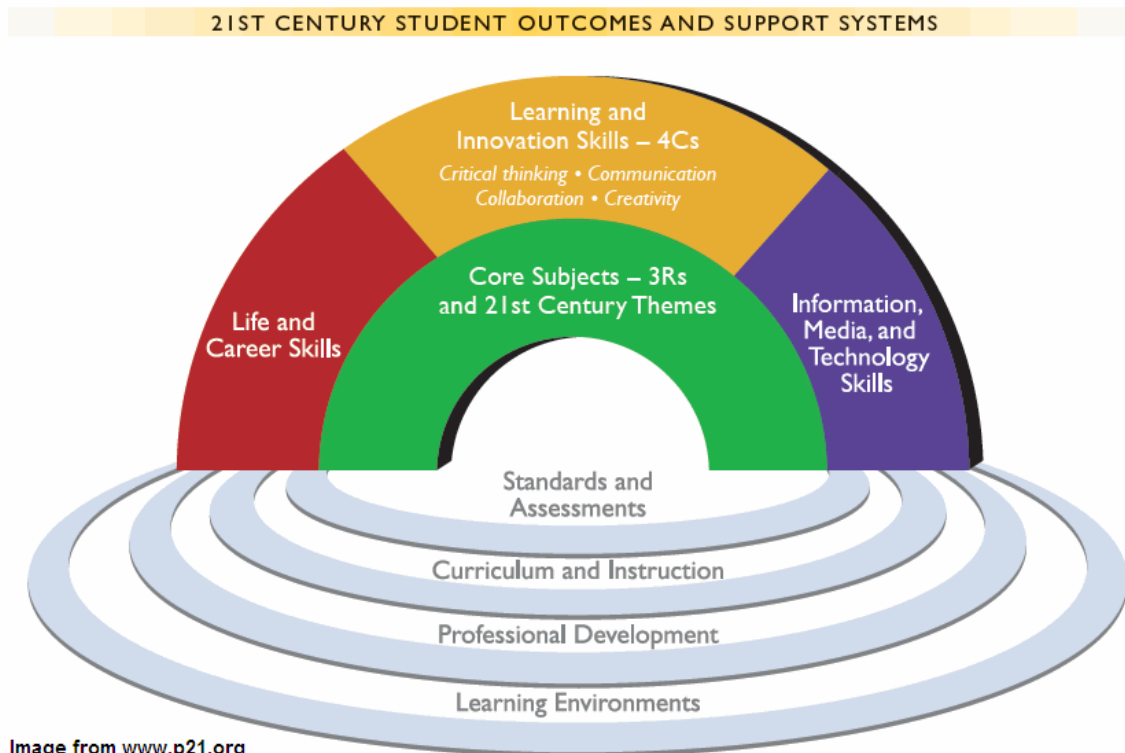 21ST CENTURY STUDENT OUTCOMES AND SUPPORT SYSTEMS
Learning and
Innovation Skills – 4Cs
Critical thinking • Communication
Collaboration • Creativity
Core Subjects – 3Rs
and 21st Century Themes
Life and
Career Skills
Information,
Media, and
Technology
Skills
Standards and
Assessments
Curriculum and Instruction
Professional Development
Learning Environments
Image from www.p21.org